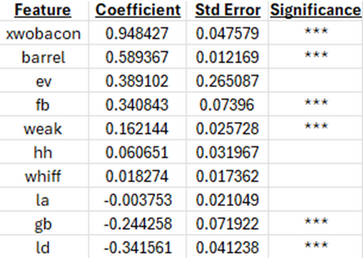 Feature Coefficient Std Error Significance
xwobacon 0.948427 0.047579 ***
barrel 0.589367 0.012169 ***
ev 0.389102 0.265087
fb 0.340843 0.07396 ***
weak 0.162144 0.025728 ***
hh 0.060651 0.031967
whiff 0.018274 0.017362
la -0.003753 0.021049
gb -0.244258 0.071922 ***
ld -0.341561 0.041238 ***